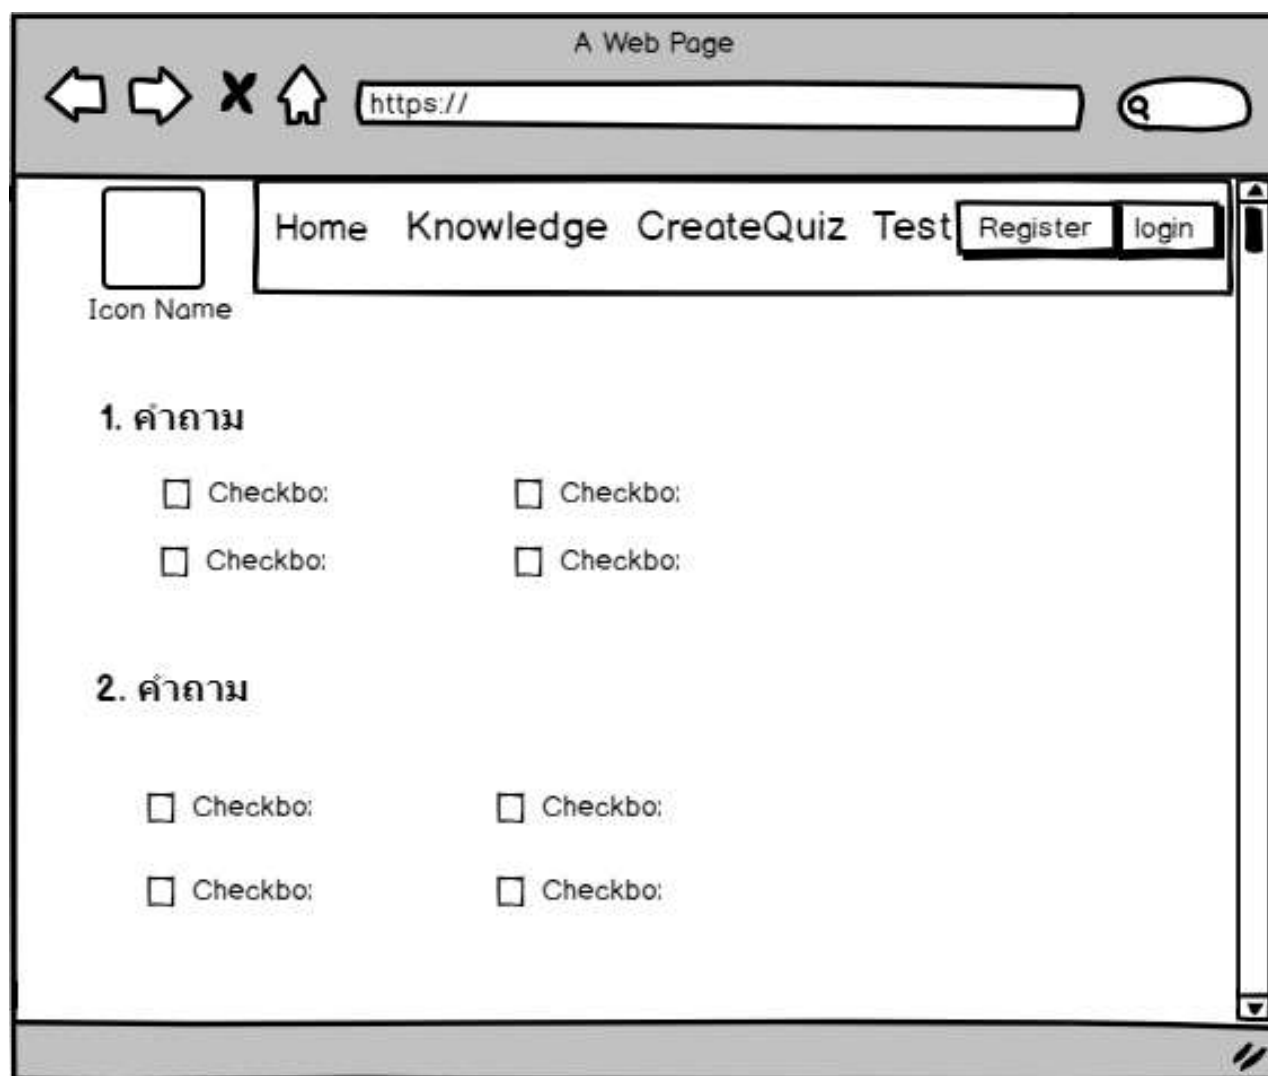 A Web Page
https://
Home Knowledge CreateQuiz Test Register login
Icon Name
1. คำถาม
Checkbo: Checkbo:
Checkbo: Checkbo:
2. คำถาม
Checkbo: Checkbo:
Checkbo: Checkbo: